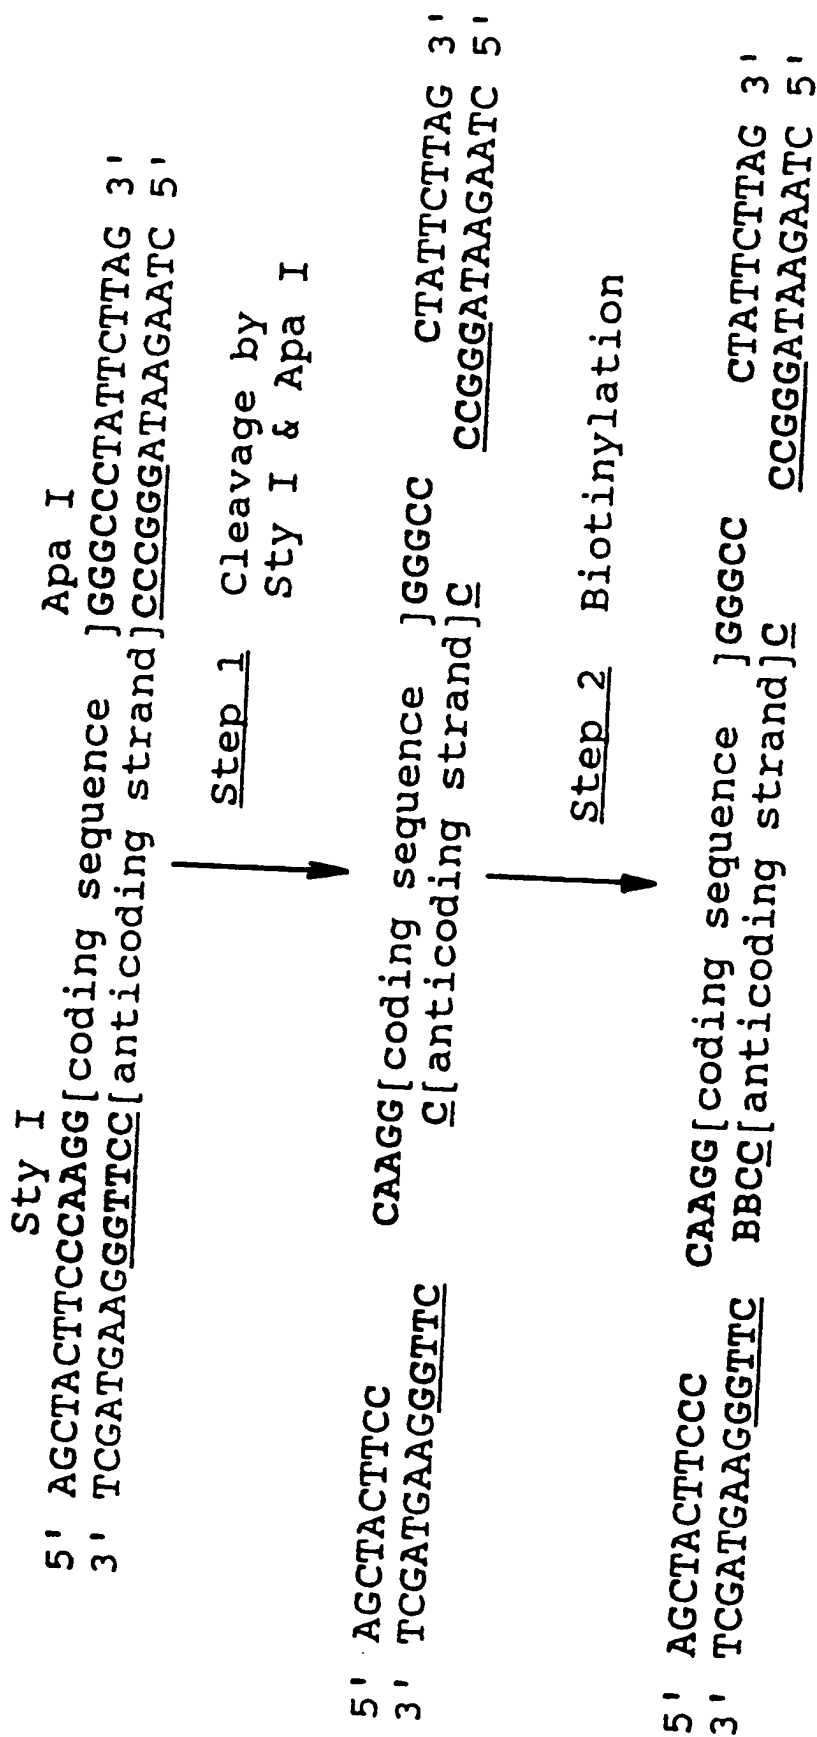 Sty I Apa I
5' AGCTACTTCCCAAGG[coding sequence ]GGGCCCTATTCTTAG 3'
3' TCGATGAAGGGTTCC[anticoding strand]CCCGGGATAAGAATC 5'
Step 1 Cleavage by
Sty I & Apa I
5' AGCTACTTCC CAAGG[coding sequence ]GGGCC CTATTCTTAG 3'
3' TCGATGAAGGGTTC C[anticoding strand]C CCGGGATAAGAATC 5'
Step 2 Biotinylation
5' AGCTACTTCCC CAAGG[coding sequence ]GGGCC CTATTCTTAG 3'
3' TCGATGAAGGGTTC BBCC[anticoding strand]C CCGGGATAAGAATC 5'